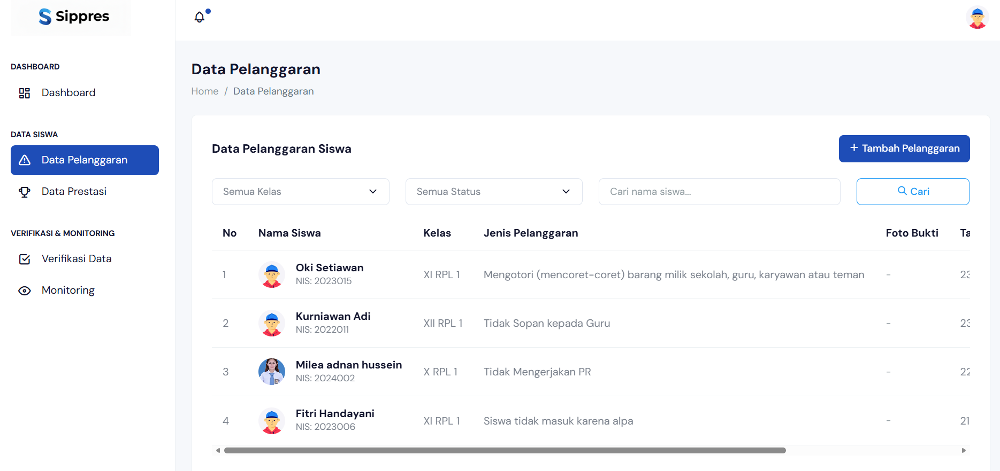 Sippres
DASHBOARD
Dashboard
DATA SISWA
Data Pelanggaran
Data Prestasi
VERIFIKASI & MONITORING
Verifikasi Data
Monitoring
Data Pelanggaran
Home / Data Pelanggaran
Data Pelanggaran Siswa
+ Tambah Pelanggaran
Semua Kelas
Semua Status
Cari nama siswa...
Cari
No Nama Siswa Kelas Jenis Pelanggaran Foto Bukti Ta
1 Oki Setiawan XI RPL 1 Mengotori (mencoret-coret) barang milik sekolah, guru, karyawan atau teman - 23
NIS: 2023015
2 Kurniawan Adi XII RPL 1 Tidak Sopan kepada Guru - 23
NIS: 2022011
3 Milea adnan hussein X RPL 1 Tidak Mengerjakan PR - 22
NIS: 2024002
4 Fitri Handayani XI RPL 1 Siswa tidak masuk karena alpa - 21
NIS: 2023006